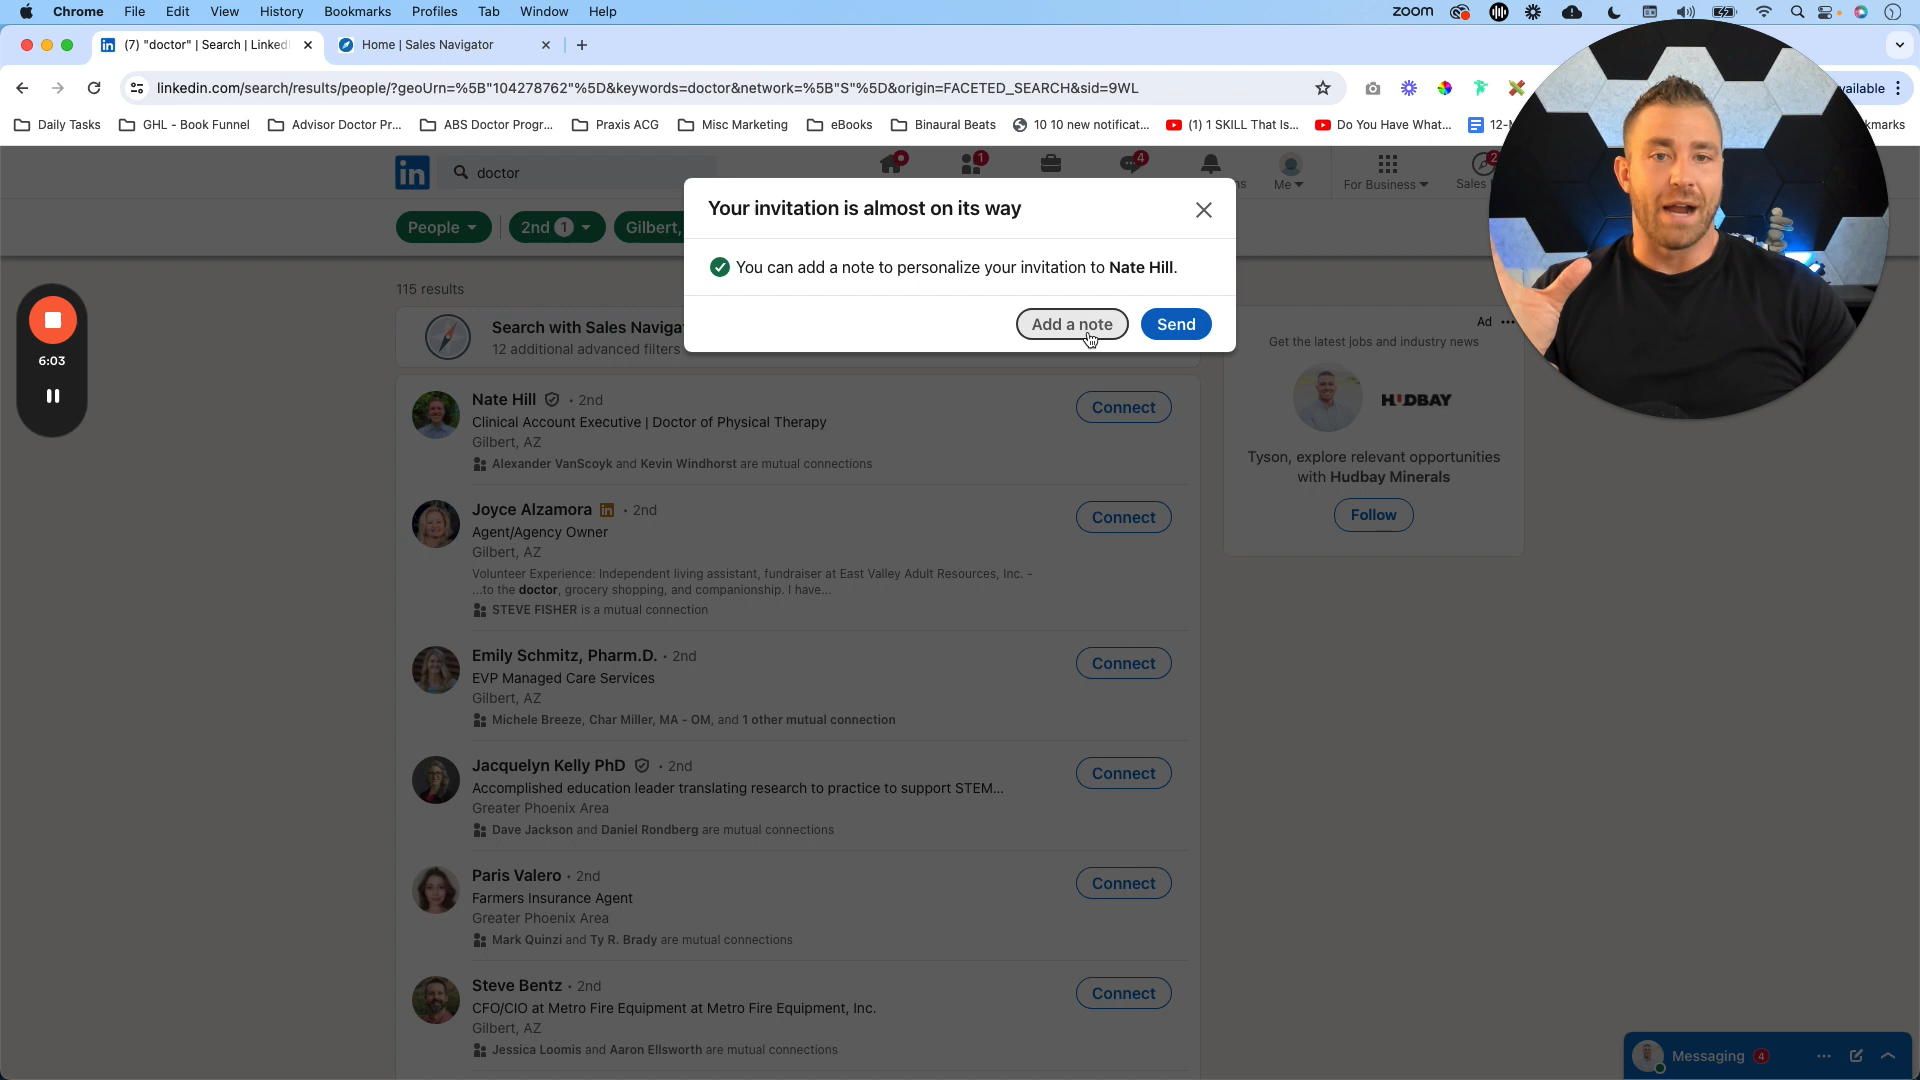 Chrome File Edit View History Bookmarks Profiles Tab Window Help
zoom
(7) "doctor" | Search | Linked
Home | Sales Navigator
linkedin.com/search/results/people/?geoUrn=%5B"104278762"%5D&keywords=doctor&network=%5B"S"%5D&origin=FACETED_SEARCH&sid=9WL
Daily Tasks GHL - Book Funnel Advisor Doctor Pr... ABS Doctor Progr... Praxis ACG Misc Marketing eBooks Binaural Beats 10 10 new notificat... (1) 1 SKILL That Is... Do You Have What...
in doctor
1
4
2
Me For Business Sales
People 2nd 1 Gilbert,
Your invitation is almost on its way
You can add a note to personalize your invitation to Nate Hill.
Add a note Send
6:03
115 results
Search with Sales Naviga
12 additional advanced filters
Nate Hill • 2nd
Clinical Account Executive | Doctor of Physical Therapy
Gilbert, AZ
Alexander VanScoyk and Kevin Windhorst are mutual connections
Connect
Joyce Alzamora in • 2nd
Agent/Agency Owner
Gilbert, AZ
Volunteer Experience: Independent living assistant, fundraiser at East Valley Adult Resources, Inc. -
...to the doctor, grocery shopping, and companionship. I have...
STEVE FISHER is a mutual connection
Connect
Emily Schmitz, Pharm.D. • 2nd
EVP Managed Care Services
Gilbert, AZ
Michele Breeze, Char Miller, MA - OM, and 1 other mutual connection
Connect
Jacquelyn Kelly PhD • 2nd
Accomplished education leader translating research to practice to support STEM...
Greater Phoenix Area
Dave Jackson and Daniel Rondberg are mutual connections
Connect
Paris Valero • 2nd
Farmers Insurance Agent
Greater Phoenix Area
Mark Quinzi and Ty R. Brady are mutual connections
Connect
Steve Bentz • 2nd
CFO/CIO at Metro Fire Equipment at Metro Fire Equipment, Inc.
Gilbert, AZ
Jessica Loomis and Aaron Ellsworth are mutual connections
Connect
Ad
Get the latest jobs and industry news
HUDBAY
Tyson, explore relevant opportunities
with Hudbay Minerals
Follow
Messaging 4